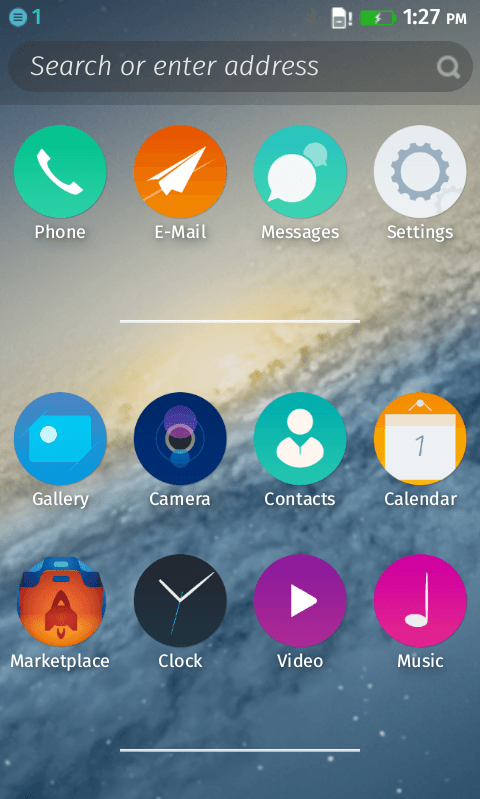 1 1:27 PM
Search or enter address
Phone E-Mail Messages Settings
Gallery Camera Contacts Calendar
1
Marketplace Clock Video Music